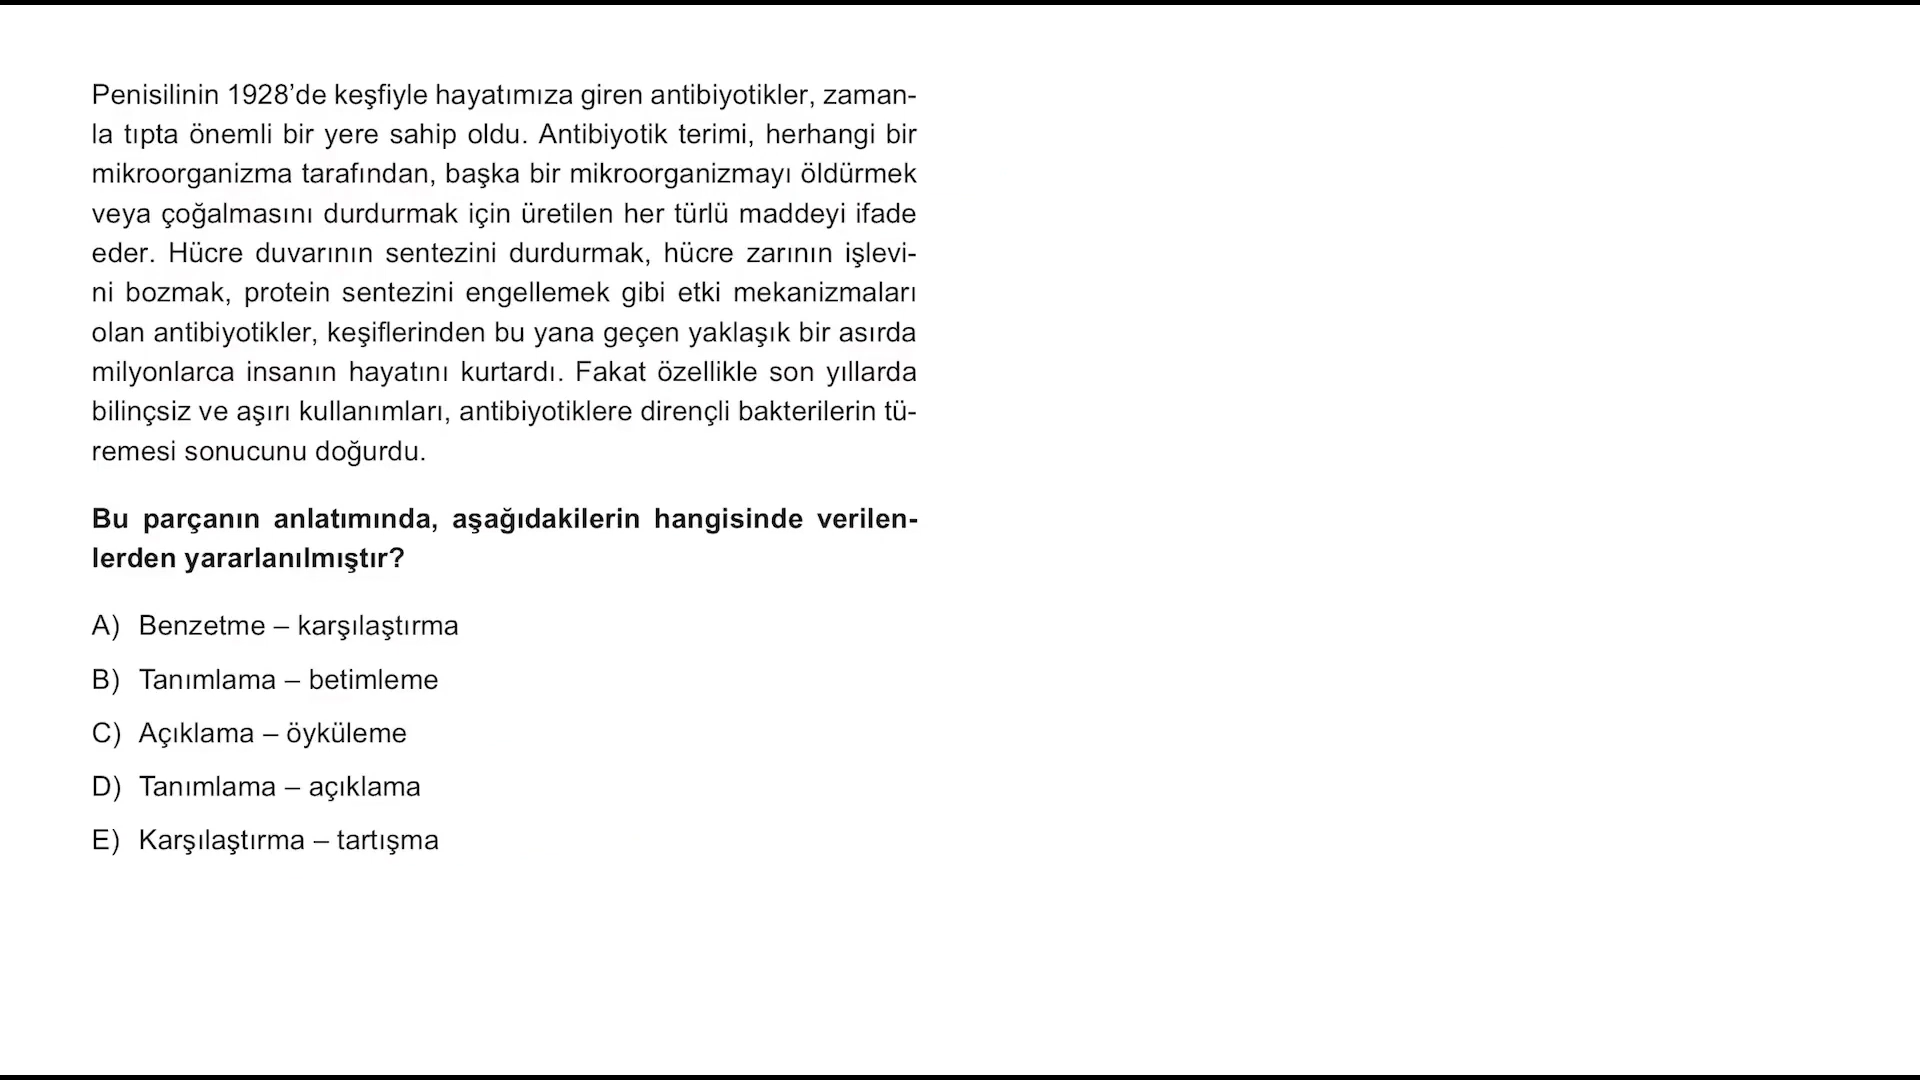 Penisilinin 1928’de keşfiyle hayatımıza giren antibiyotikler, zaman-
la tıpta önemli bir yere sahip oldu. Antibiyotik terimi, herhangi bir
mikroorganizma tarafından, başka bir mikroorganizmayı öldürmek
veya çoğalmasını durdurmak için üretilen her türlü maddeyi ifade
eder. Hücre duvarının sentezini durdurmak, hücre zarının işlevi-
ni bozmak, protein sentezini engellemek gibi etki mekanizmaları
olan antibiyotikler, keşiflerinden bu yana geçen yaklaşık bir asırda
milyonlarca insanın hayatını kurtardı. Fakat özellikle son yıllarda
bilinçsiz ve aşırı kullanımları, antibiyotiklere dirençli bakterilerin tü-
remesi sonucunu doğurdu.
Bu parçanın anlatımında, aşağıdakilerin hangisinde verilen-
lerden yararlanılmıştır?
A) Benzetme – karşılaştırma
B) Tanımlama – betimleme
C) Açıklama – öyküleme
D) Tanımlama – açıklama
E) Karşılaştırma – tartışma